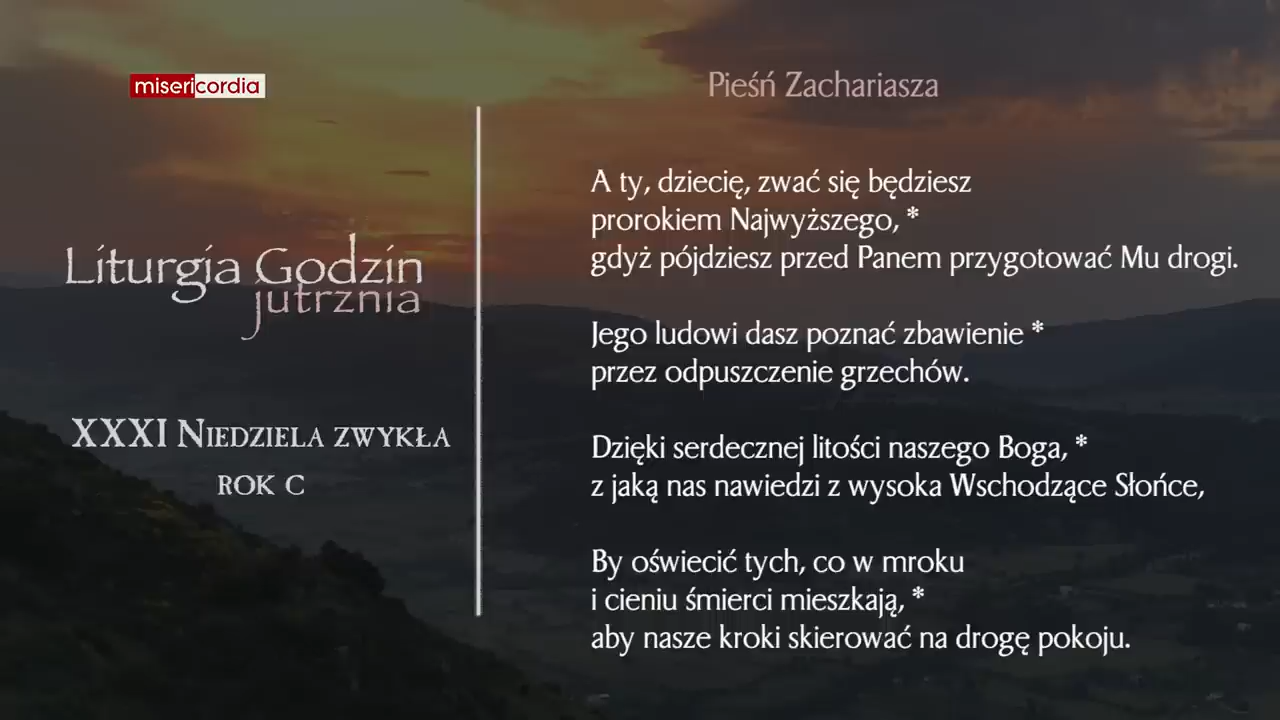 misericordia
Liturgia Godzin
jutrznia
XXXI Niedziela zwykła
rok C
Pieśń Zachariasza
A ty, dziecię, zwać się będziesz
prorokiem Najwyższego, *
gdyż pójdziesz przed Panem przygotować Mu drogi.
Jego ludowi dasz poznać zbawienie *
przez odpuszczenie grzechów.
Dzięki serdecznej litości naszego Boga, *
z jaką nas nawiedzi z wysoka Wschodzące Słońce,
By oświecić tych, co w mroku
i cieniu śmierci mieszkają, *
aby nasze kroki skierować na drogę pokoju.